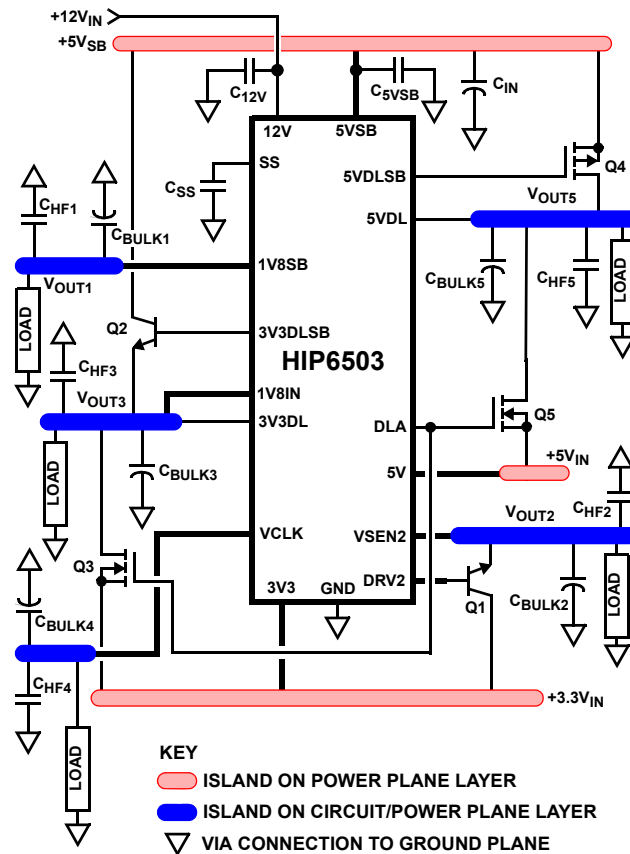 +12VIN
+5VSB
C12V
C5VSB
CIN
12V
5VSB
SS
CSS
5VDLSB
Q4
CHF1
CBULK1
5VDL
VOUT5
1V8SB
VOUT1
CBULK5
CHF5
LOAD
LOAD
Q2
3V3DLSB
HIP6503
CHF3
VOUT3
1V8IN
3V3DL
DLA
Q5
LOAD
CBULK3
5V
+5VIN
CHF2
VCLK
VSEN2
VOUT2
Q3
3V3
GND
DRV2
Q1
CBULK2
LOAD
CBULK4
CHF4
LOAD
+3.3VIN
KEY
ISLAND ON POWER PLANE LAYER
ISLAND ON CIRCUIT/POWER PLANE LAYER
VIA CONNECTION TO GROUND PLANE